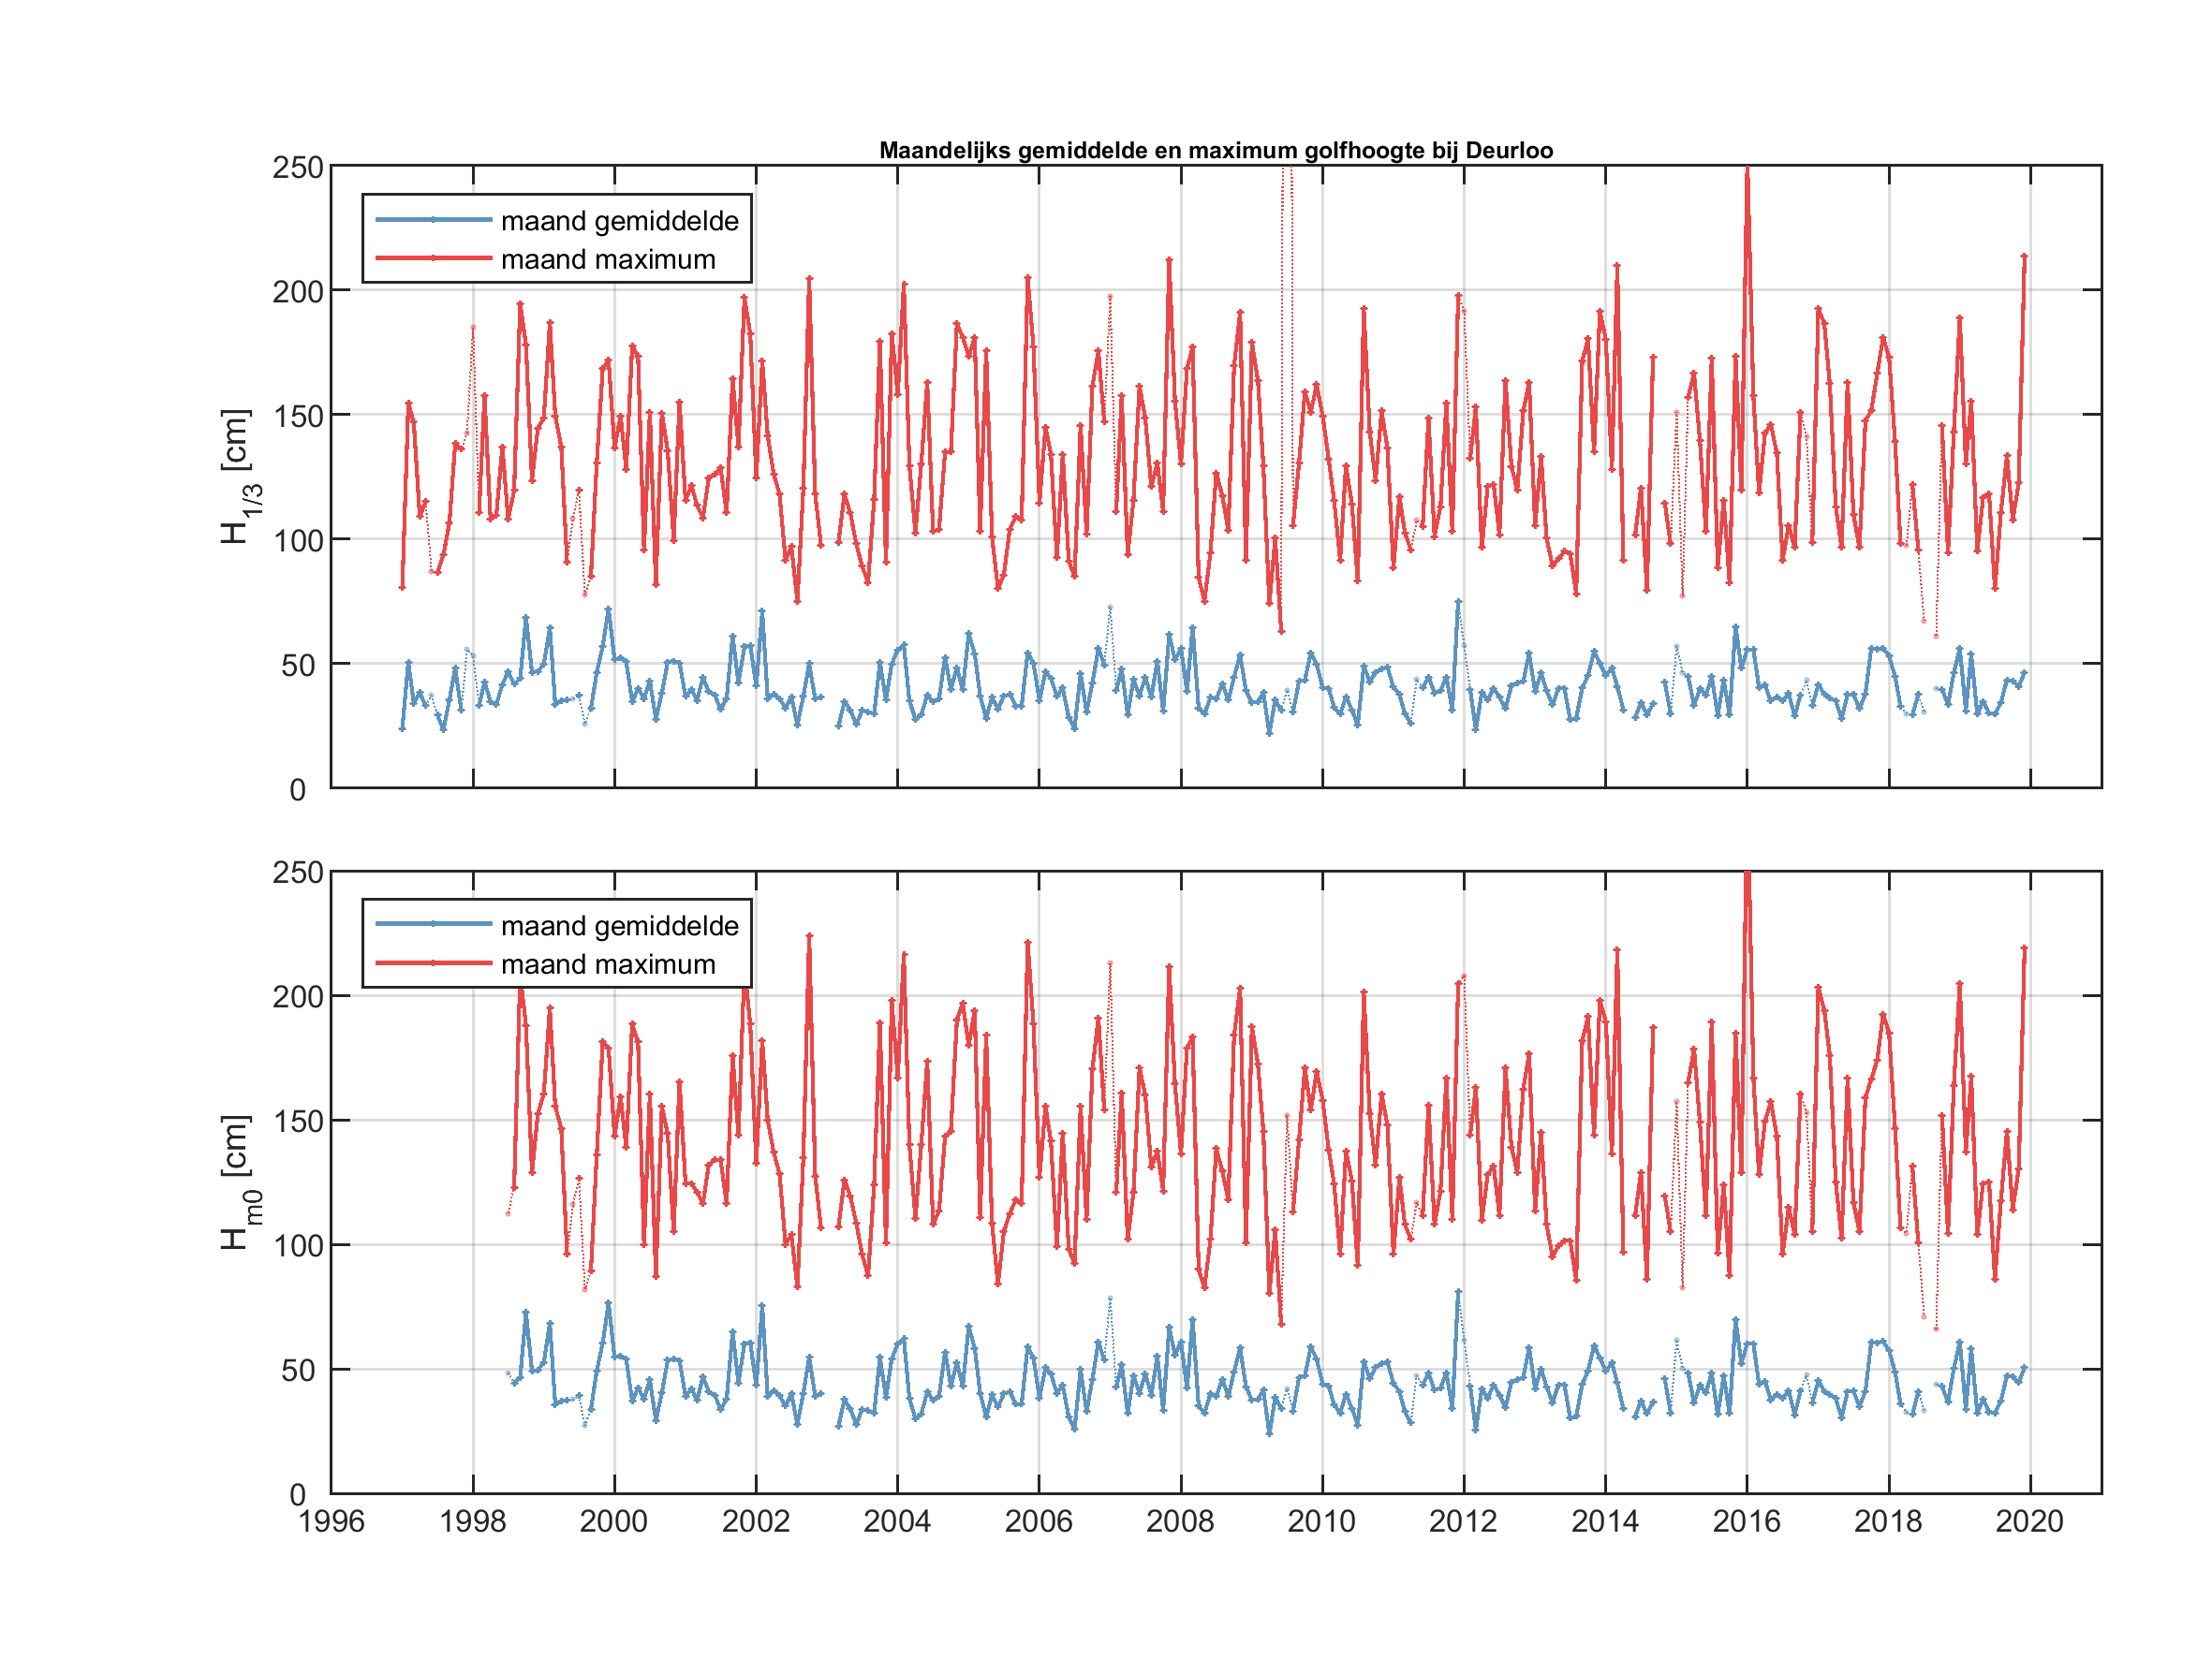 Maandelijks gemiddelde en maximum golfhoogte bij Deurloo
250
200
150
100
50
0
H1/3 [cm]
maand gemiddelde
maand maximum
250
200
150
100
50
0
Hm0 [cm]
maand gemiddelde
maand maximum
1996 1998 2000 2002 2004 2006 2008 2010 2012 2014 2016 2018 2020